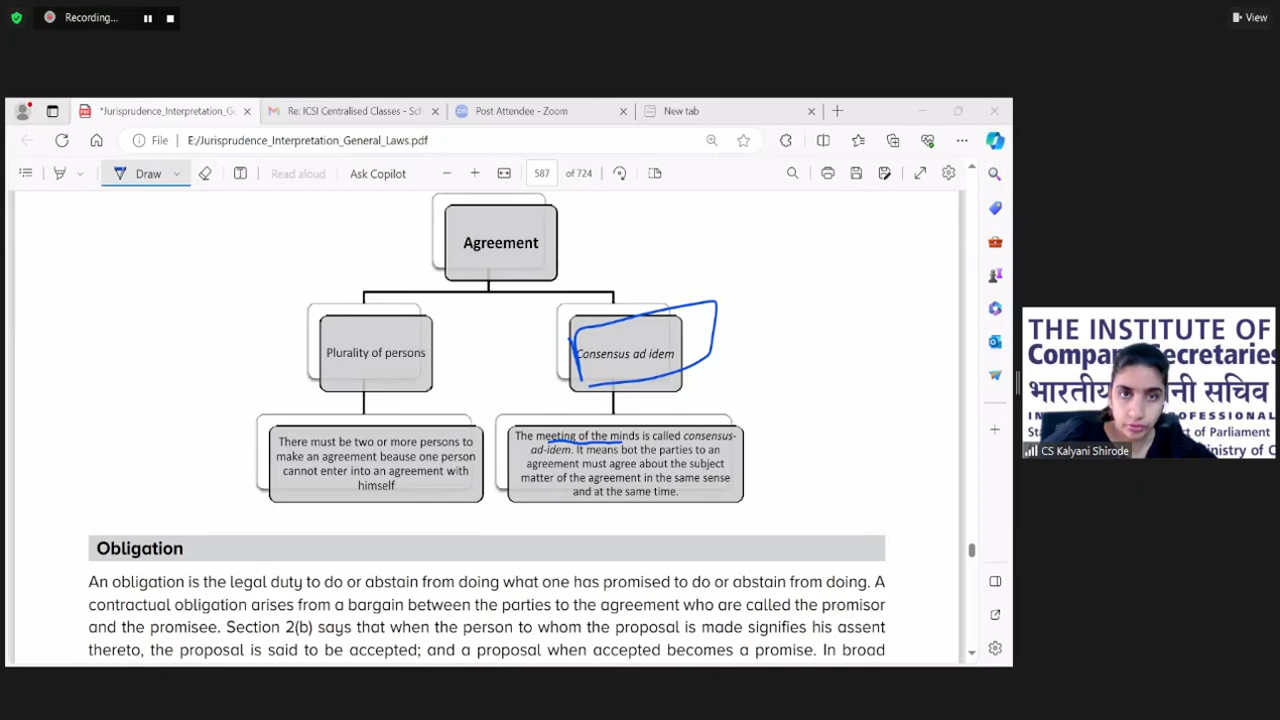 Recording...
View
*Jurisprudence_Interpretation_Ge
Re: ICSI Centralised Classes - Sch
Post Attendee - Zoom
New tab
File
E:/Jurisprudence_Interpretation_General_Laws.pdf
Draw
Read aloud
Ask Copilot
587
of 724
Agreement
Plurality of persons
Consensus ad idem
There must be two or more persons to
make an agreement beause one person
cannot enter into an agreement with
himself
The meeting of the minds is called consensus-
ad-idem. It means bot the parties to an
agreement must agree about the subject
matter of the agreement in the same sense
and at the same time.
Obligation
An obligation is the legal duty to do or abstain from doing what one has promised to do or abstain from doing. A
contractual obligation arises from a bargain between the parties to the agreement who are called the promisor
and the promisee. Section 2(b) says that when the person to whom the proposal is made signifies his assent
thereto, the proposal is said to be accepted; and a proposal when accepted becomes a promise. In broad
THE INSTITUTE OF
Secretaries
भारतीय
सचिव
of Parliament
CS Kalyani Shirode